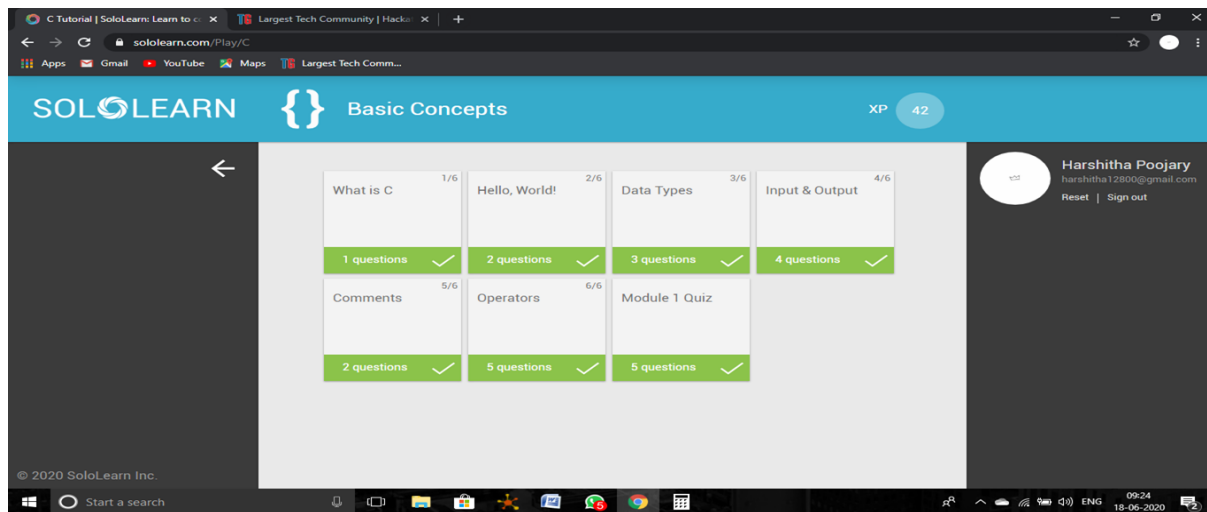 C Tutorial | SoloLearn: Learn to cc
Largest Tech Community | Hackat
sololearn.com/Play/C
Apps Gmail YouTube Maps Largest Tech Comm...
SOLOLEARN { } Basic Concepts XP 42
Harshitha Poojary
harshitha12800@gmail.com
Reset | Sign out
1/6 2/6 3/6 4/6
What is C Hello, World! Data Types Input & Output
1 questions 2 questions 3 questions 4 questions
5/6 6/6
Comments Operators Module 1 Quiz
2 questions 5 questions 5 questions
© 2020 SoloLearn Inc.
Start a search
ENG
09:24
18-06-2020